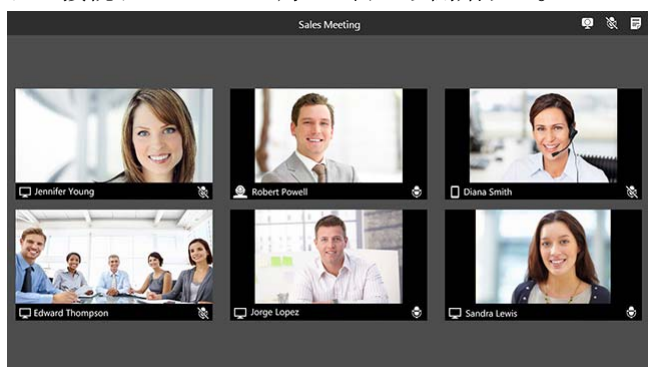 Sales Meeting
Jennifer Young
Robert Powell
Diana Smith
Edward Thompson
Jorge Lopez
Sandra Lewis